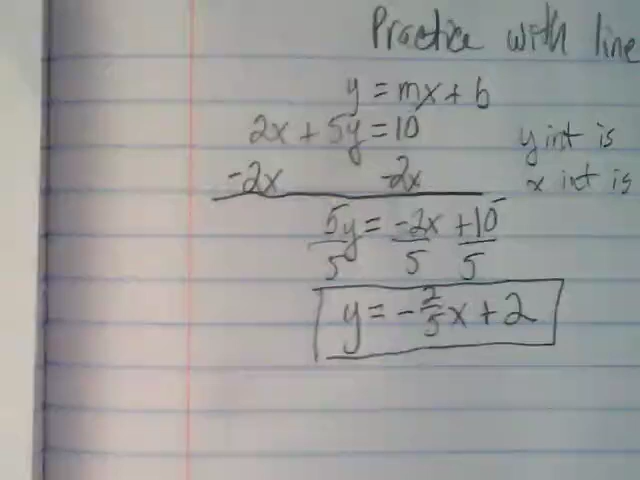 Practice with line
y = mx + b
2x + 5y = 10
y int is
-2x -2x
x int is
5y = -2x +10
5 5 5
y = -2/5x + 2